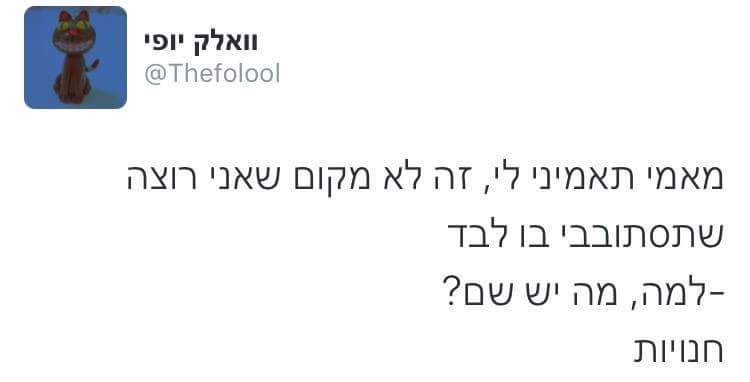 וואלק יופי
@Thefolool
מאמי תאמיני לי, זה לא מקום שאני רוצה
שתסתובבי בו לבד
-למה, מה יש שם?
חנויות